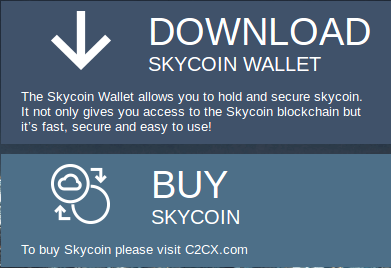 DOWNLOAD
SKYCOIN WALLET
The Skycoin Wallet allows you to hold and secure skycoin.
It not only gives you access to the Skycoin blockchain but
it's fast, secure and easy to use!
BUY
SKYCOIN
To buy Skycoin please visit C2CX.com